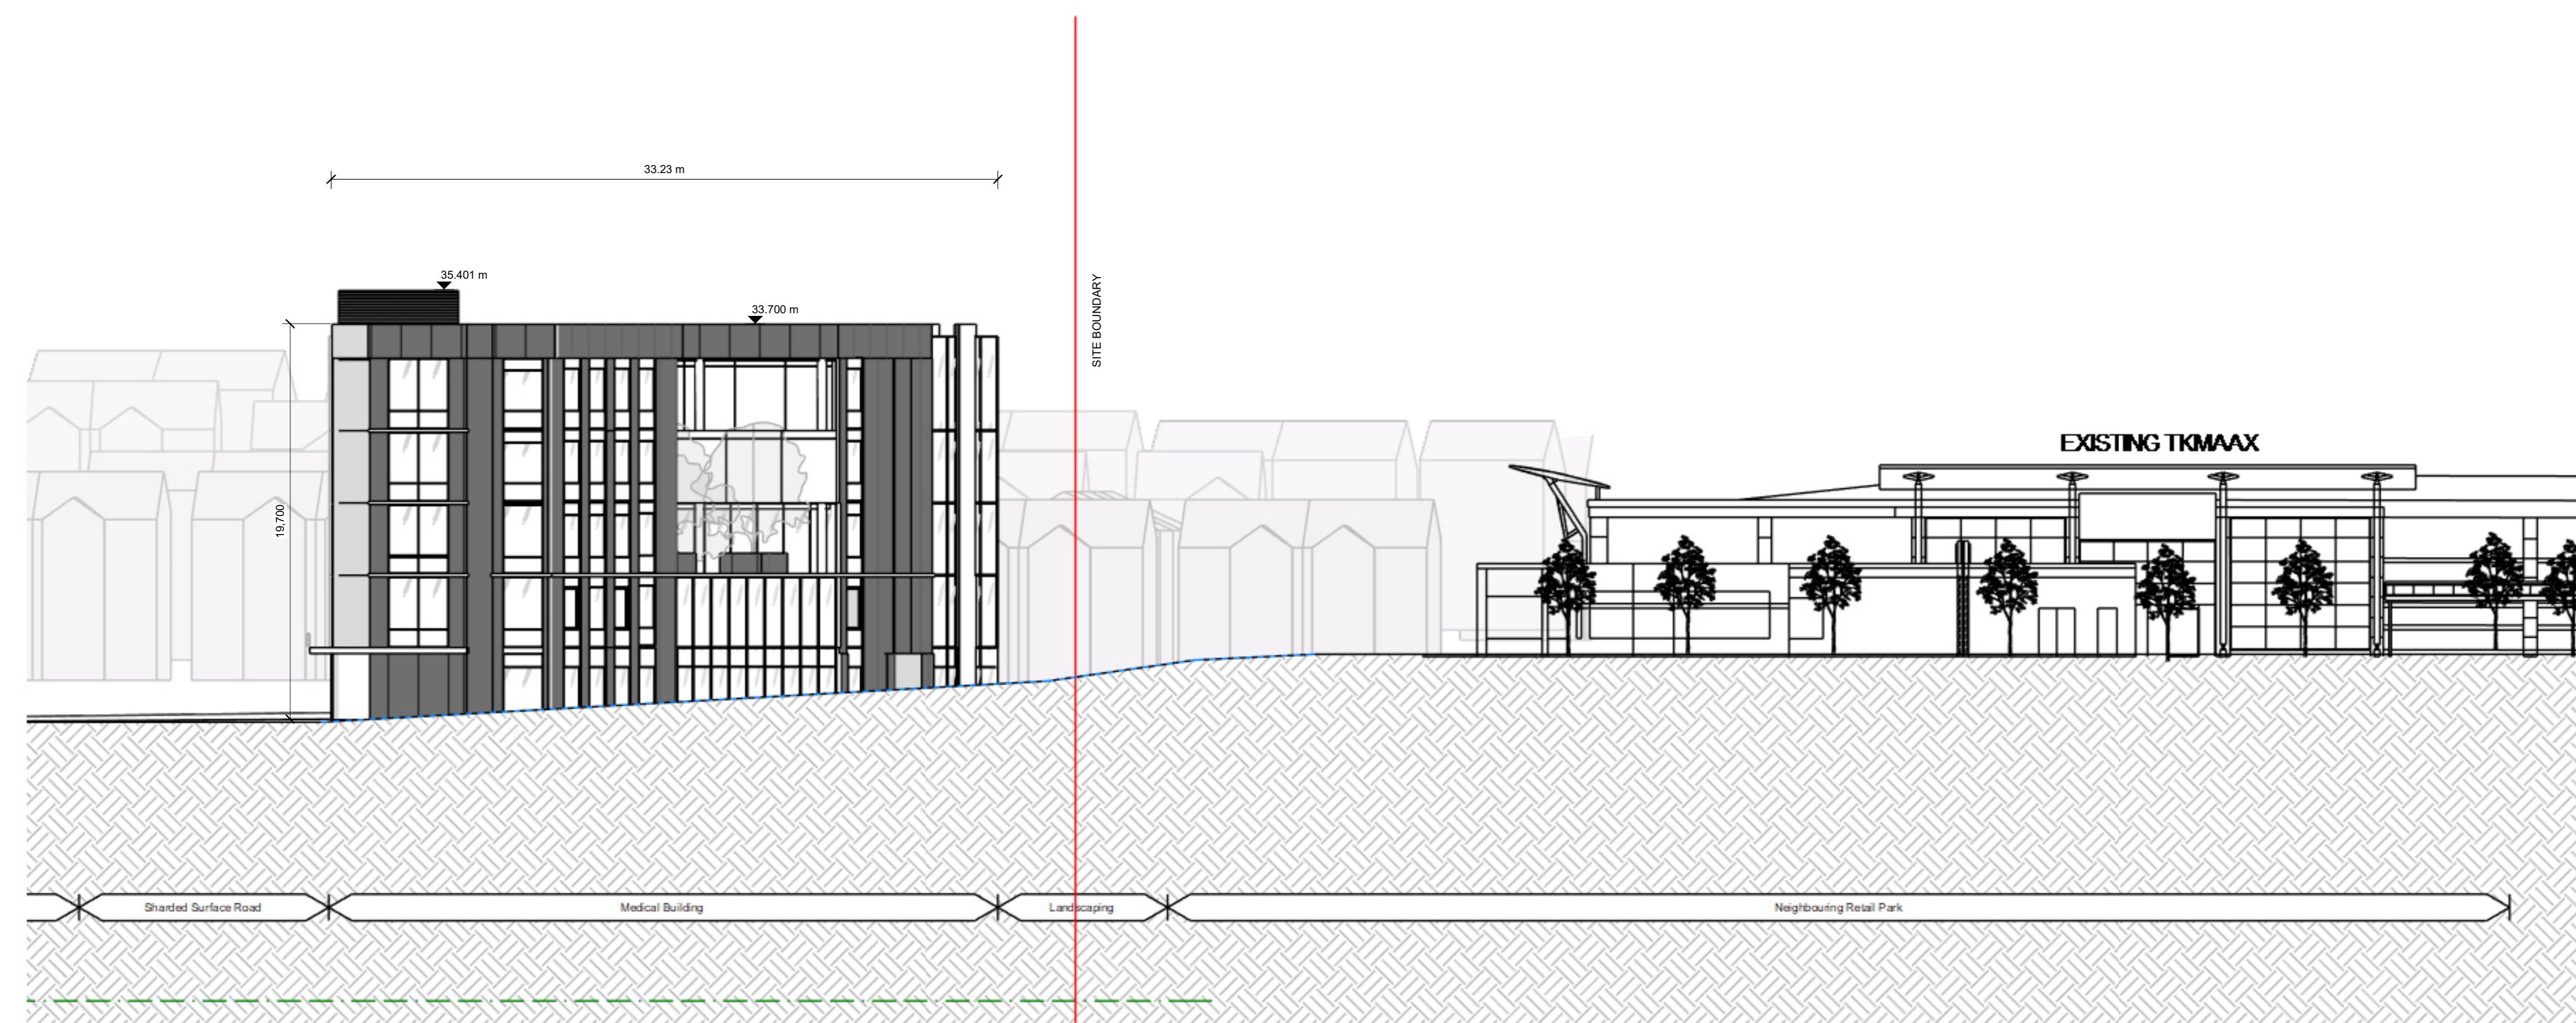 33.23 m
35.401 m
33.700 m
SITE BOUNDARY
EXISTING TKMAAX
19,700
Sharded Surface Road
Medical Building
Landscaping
Neighbouring Retail Park